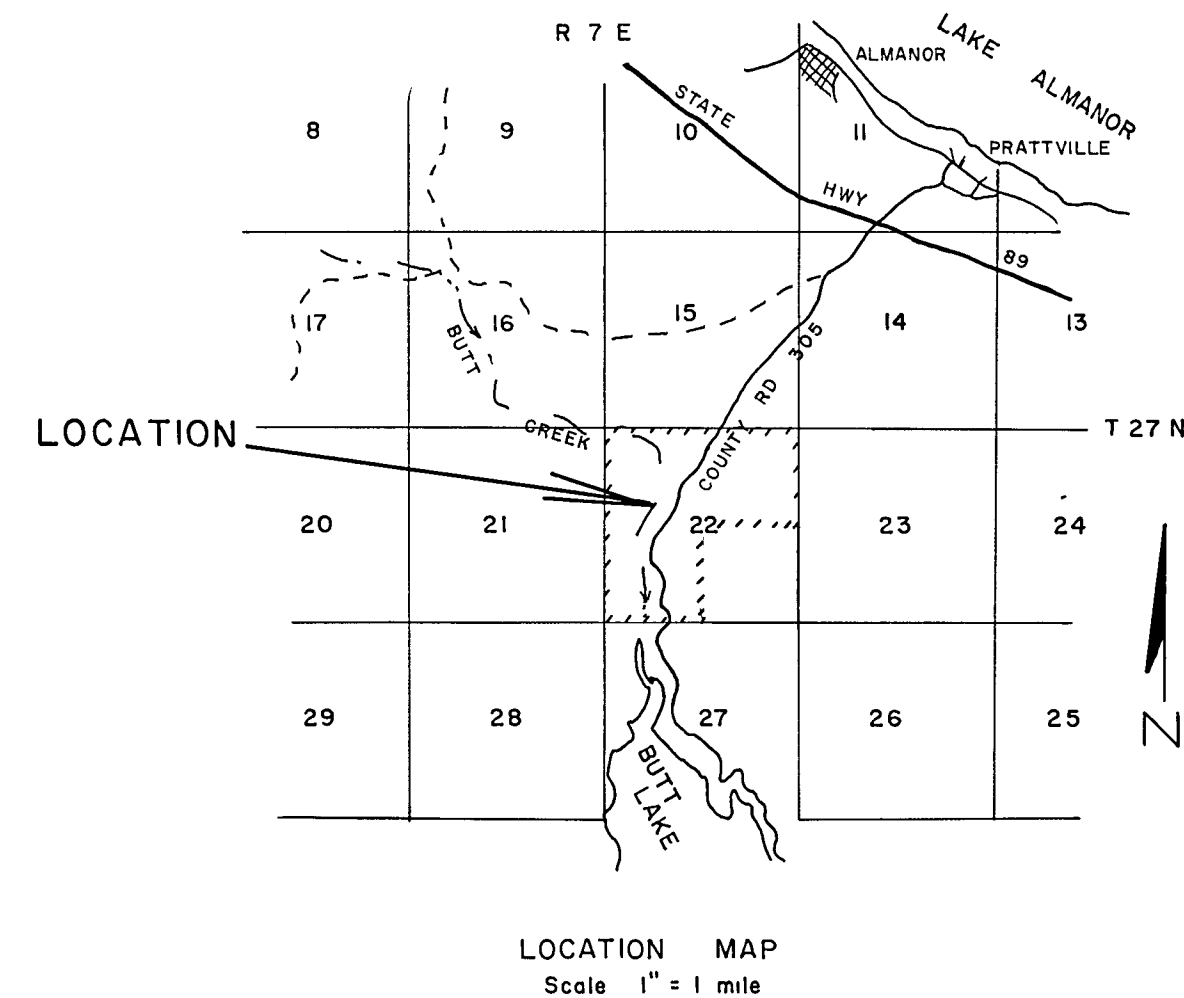 R 7 E
LAKE ALMANOR
ALMANOR
STATE
8
9
10
11
PRATTVILLE
HWY
89
17
16
15
14
13
BUTT
305
RD
COUNTY
CREEK
LOCATION
T 27 N
20
21
22
23
24
29
28
27
26
25
BUTT
LAKE
N
LOCATION MAP
Scale 1" = 1 mile